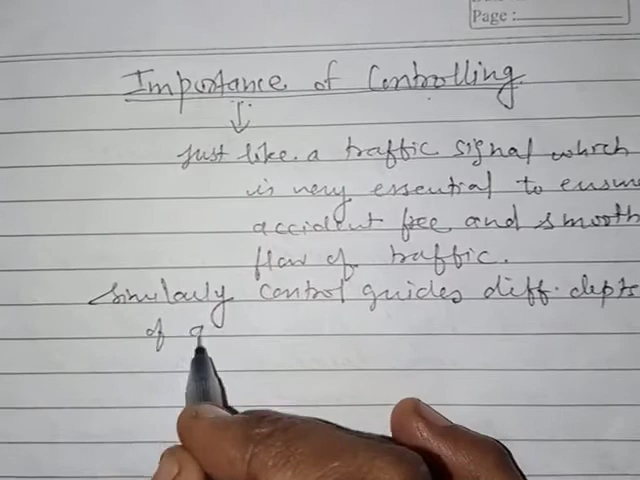 Page :
Importance of Controlling
Just like a traffic signal which
is very essential to ensure
accident free and smooth
flow of traffic.
Similarly control guides diff. depts
of